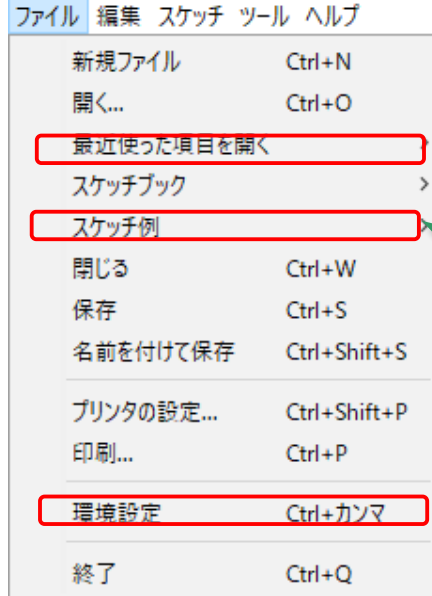 ファイル 編集 スケッチ ツール ヘルプ
新規ファイル Ctrl+N
開く... Ctrl+O
最近使った項目を開く >
スケッチブック >
スケッチ例
閉じる Ctrl+W
保存 Ctrl+S
名前を付けて保存 Ctrl+Shift+S
プリンタの設定... Ctrl+Shift+P
印刷... Ctrl+P
環境設定 Ctrl+カンマ
終了 Ctrl+Q